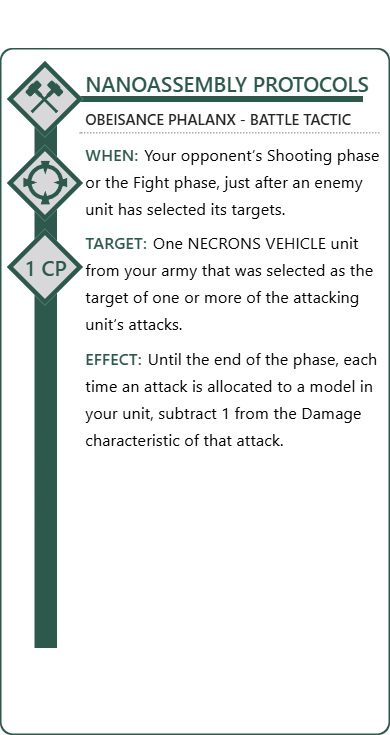 NANOASSEMBLY PROTOCOLS
OBEISANCE PHALANX - BATTLE TACTIC
WHEN: Your opponent's Shooting phase
or the Fight phase, just after an enemy
unit has selected its targets.
1 CP
TARGET: One NECRONS VEHICLE unit
from your army that was selected as the
target of one or more of the attacking
unit's attacks.
EFFECT: Until the end of the phase, each
time an attack is allocated to a model in
your unit, subtract 1 from the Damage
characteristic of that attack.